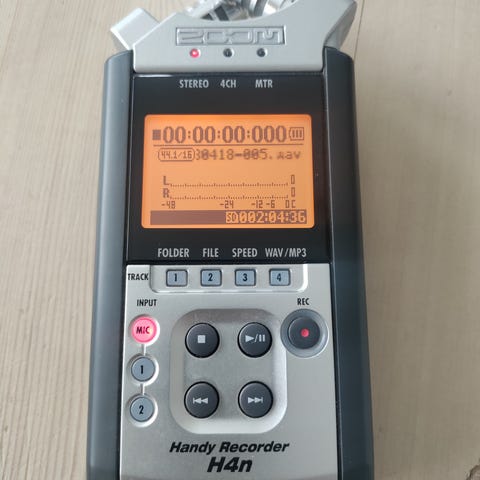 ZOOM
STEREO 4CH MTR
00:00:00:000
44.1/16 30418-005.wav
L 0
R 0
-48 -24 -12 -6 0C
SD 002:04:36
FOLDER FILE SPEED WAV/MP3
TRACK 1 2 3 4
INPUT REC
MIC
1
2
Handy Recorder
H4n